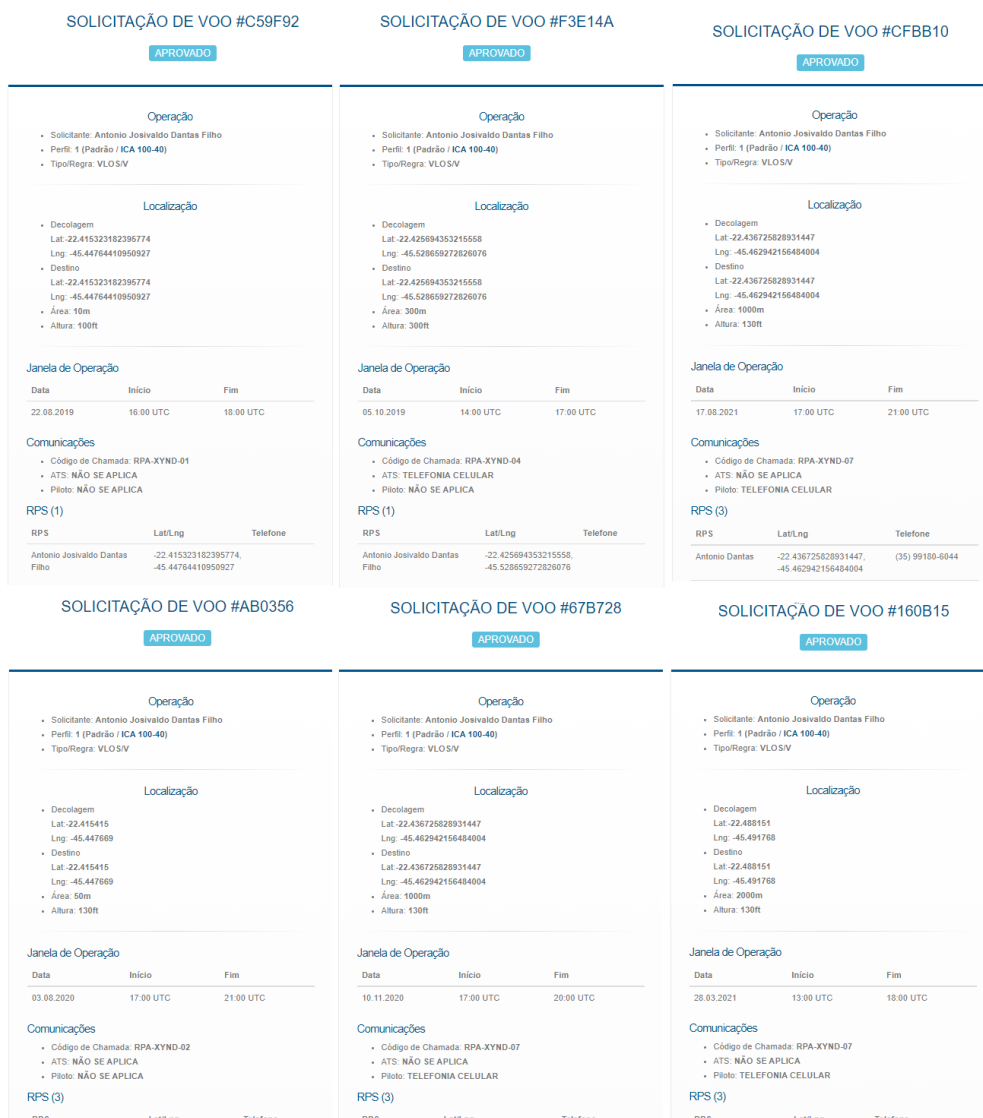 SOLICITAÇÃO DE VOO #C59F92
APROVADO
Operação
Solicitante: Antonio Josivaldo Dantas Filho
Perfil: 1 (Padrão / ICA 100-40)
Tipo/Regra: VLOS/V
Localização
Decolagem
Lat:-22.415323182395774
Lng: -45.44764410950927
Destino
Lat:-22.415323182395774
Lng: -45.44764410950927
Área: 10m
Altura: 100ft
Janela de Operação
Data Início Fim
22.08.2019 16:00 UTC 18:00 UTC
Comunicações
Código de Chamada: RPA-XYND-01
ATS: NÃO SE APLICA
Piloto: NÃO SE APLICA
RPS (1)
RPS Lat/Lng Telefone
Antonio Josivaldo Dantas -22.415323182395774,
Filho -45.44764410950927
SOLICITAÇÃO DE VOO #F3E14A
APROVADO
Operação
Solicitante: Antonio Josivaldo Dantas Filho
Perfil: 1 (Padrão / ICA 100-40)
Tipo/Regra: VLOS/V
Localização
Decolagem
Lat:-22.425694353215558
Lng: -45.528659272826076
Destino
Lat:-22.425694353215558
Lng: -45.528659272826076
Área: 300m
Altura: 300ft
Janela de Operação
Data Início Fim
05.10.2019 14:00 UTC 17:00 UTC
Comunicações
Código de Chamada: RPA-XYND-04
ATS: TELEFONIA CELULAR
Piloto: NÃO SE APLICA
RPS (1)
RPS Lat/Lng Telefone
Antonio Josivaldo Dantas -22.425694353215558,
Filho -45.528659272826076
SOLICITAÇÃO DE VOO #CFBB10
APROVADO
Operação
Solicitante: Antonio Josivaldo Dantas Filho
Perfil: 1 (Padrão / ICA 100-40)
Tipo/Regra: VLOS/V
Localização
Decolagem
Lat:-22.436725828931447
Lng: -45.462942156484004
Destino
Lat:-22.436725828931447
Lng: -45.462942156484004
Área: 1000m
Altura: 130ft
Janela de Operação
Data Início Fim
17.08.2021 17:00 UTC 21:00 UTC
Comunicações
Código de Chamada: RPA-XYND-07
ATS: NÃO SE APLICA
Piloto: TELEFONIA CELULAR
RPS (3)
RPS Lat/Lng Telefone
Antonio Dantas -22.436725828931447, (35) 99180-6044
-45.462942156484004
SOLICITAÇÃO DE VOO #AB0356
APROVADO
Operação
Solicitante: Antonio Josivaldo Dantas Filho
Perfil: 1 (Padrão / ICA 100-40)
Tipo/Regra: VLOS/V
Localização
Decolagem
Lat:-22.415415
Lng: -45.447669
Destino
Lat:-22.415415
Lng: -45.447669
Área: 50m
Altura: 130ft
Janela de Operação
Data Início Fim
03.08.2020 17:00 UTC 21:00 UTC
Comunicações
Código de Chamada: RPA-XYND-02
ATS: NÃO SE APLICA
Piloto: NÃO SE APLICA
RPS (3)
SOLICITAÇÃO DE VOO #67B728
APROVADO
Operação
Solicitante: Antonio Josivaldo Dantas Filho
Perfil: 1 (Padrão / ICA 100-40)
Tipo/Regra: VLOS/V
Localização
Decolagem
Lat:-22.436725828931447
Lng: -45.462942156484004
Destino
Lat:-22.436725828931447
Lng: -45.462942156484004
Área: 1000m
Altura: 130ft
Janela de Operação
Data Início Fim
10.11.2020 17:00 UTC 20:00 UTC
Comunicações
Código de Chamada: RPA-XYND-07
ATS: NÃO SE APLICA
Piloto: TELEFONIA CELULAR
RPS (3)
SOLICITAÇÃO DE VOO #160B15
APROVADO
Operação
Solicitante: Antonio Josivaldo Dantas Filho
Perfil: 1 (Padrão / ICA 100-40)
Tipo/Regra: VLOS/V
Localização
Decolagem
Lat:-22.488151
Lng: -45.491768
Destino
Lat:-22.488151
Lng: -45.491768
Área: 2000m
Altura: 130ft
Janela de Operação
Data Início Fim
28.03.2021 13:00 UTC 18:00 UTC
Comunicações
Código de Chamada: RPA-XYND-07
ATS: NÃO SE APLICA
Piloto: TELEFONIA CELULAR
RPS (3)